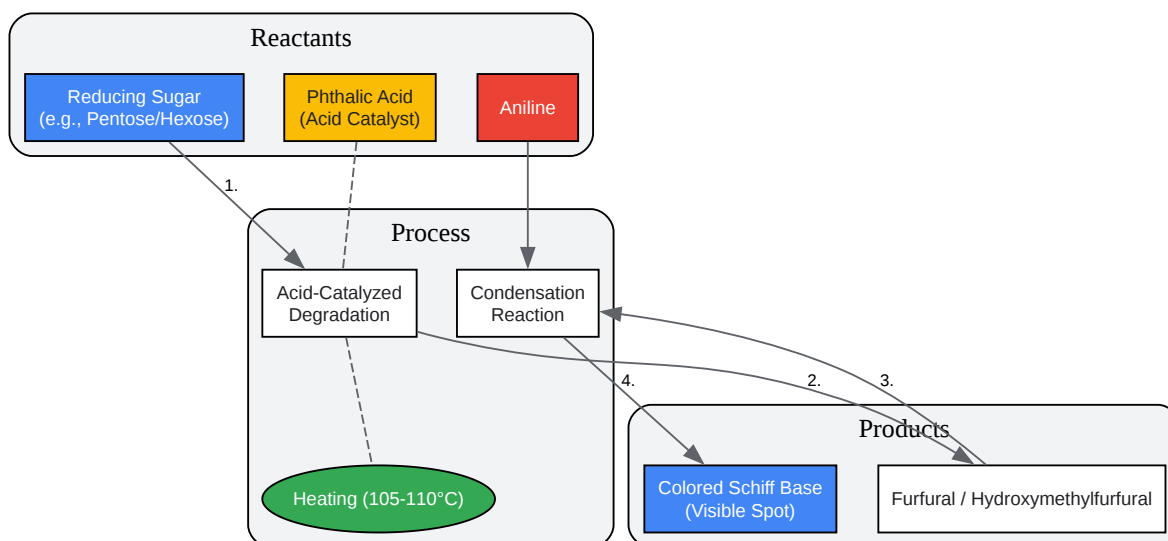 Reactants
Reducing Sugar
(e.g., Pentose/Hexose)
Phthalic Acid
(Acid Catalyst)
Aniline
1.
Process
Acid-Catalyzed
Degradation
Condensation
Reaction
4.
2.
3.
Products
Heating (105-110°C)
Colored Schiff Base
(Visible Spot)
Furfural / Hydroxymethylfurfural